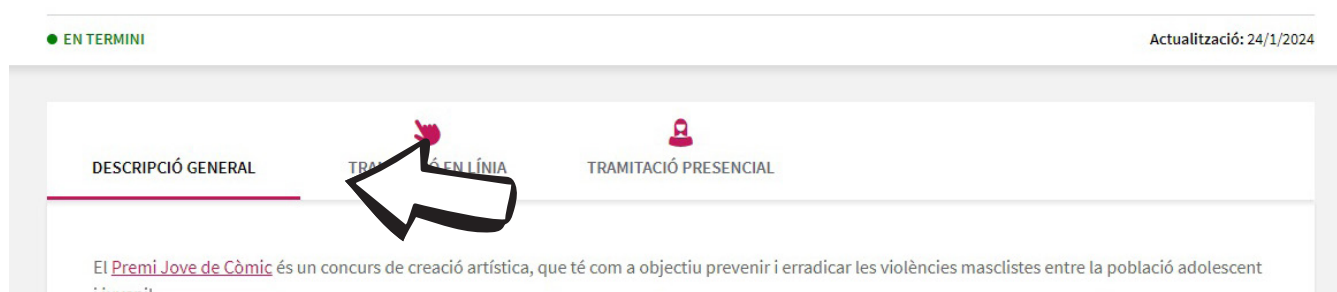 EN TERMINI
Actualització: 24/1/2024
DESCRIPCIÓ GENERAL
EN LÍNIA
TRAMITACIÓ PRESENCIAL
El Premi Jove de Còmic és un concurs de creació artística, que té com a objectiu prevenir i erradicar les violències masclistes entre la població adolescent